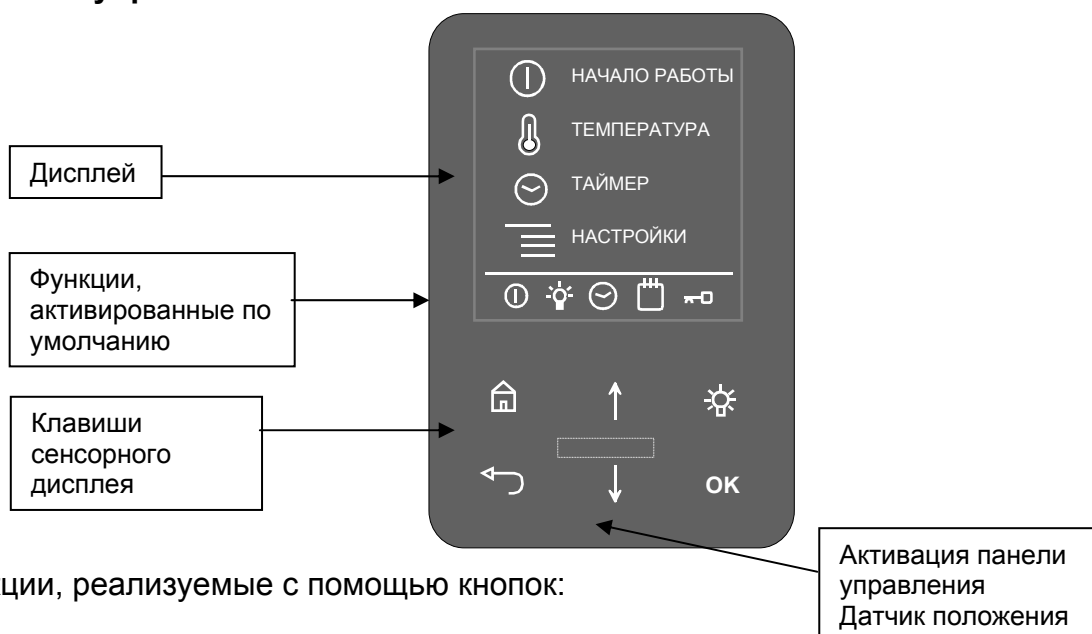 НАЧАЛО РАБОТЫ
ТЕМПЕРАТУРА
ТАЙМЕР
НАСТРОЙКИ
Дисплей
Функции,
активированные по
умолчанию
Клавиши
сенсорного
дисплея
OK
Активация панели
управления
Датчик положения
ции, реализуемые с помощью кнопок: